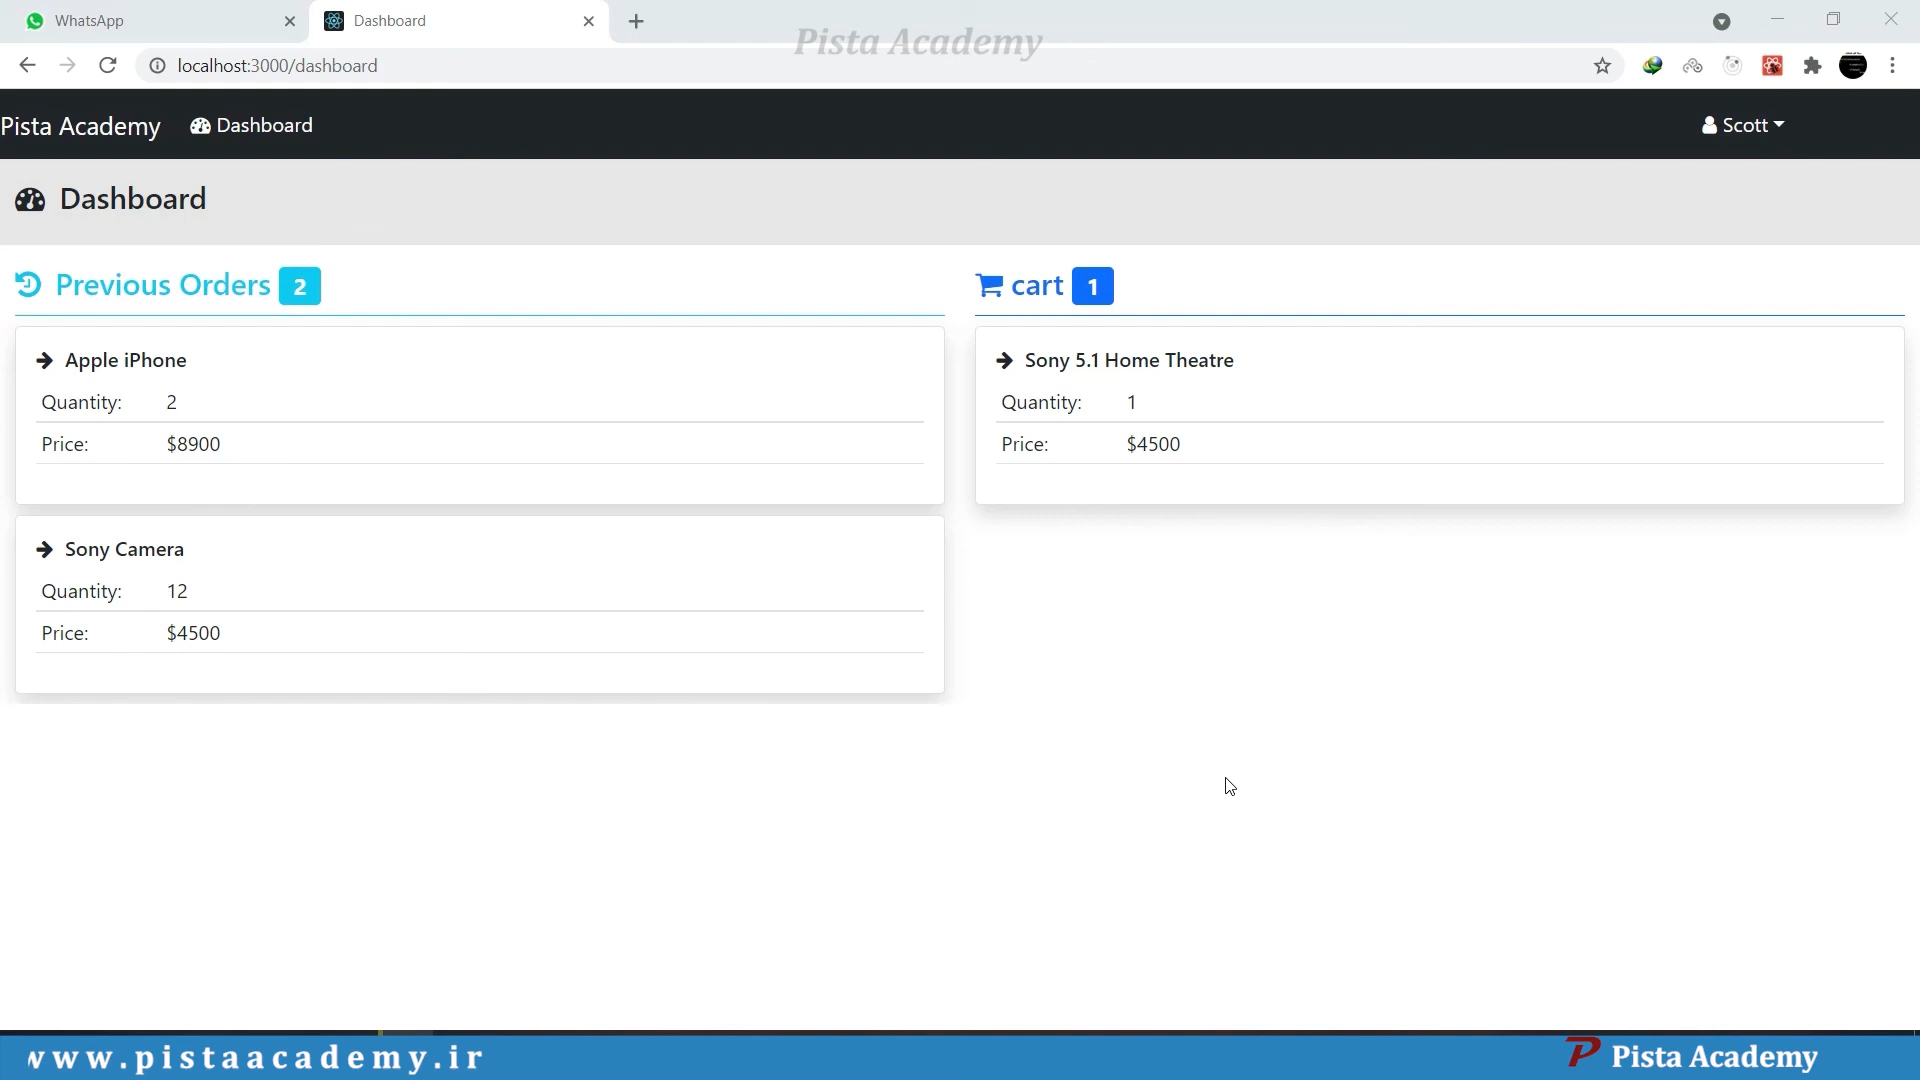 WhatsApp
Dashboard
Pista Academy
localhost:3000/dashboard
Pista Academy
Dashboard
Scott
Dashboard
Previous Orders 2
Apple iPhone
Quantity: 2
Price: $8900
Sony Camera
Quantity: 12
Price: $4500
cart 1
Sony 5.1 Home Theatre
Quantity: 1
Price: $4500
www.pistaacademy.ir
P Pista Academy